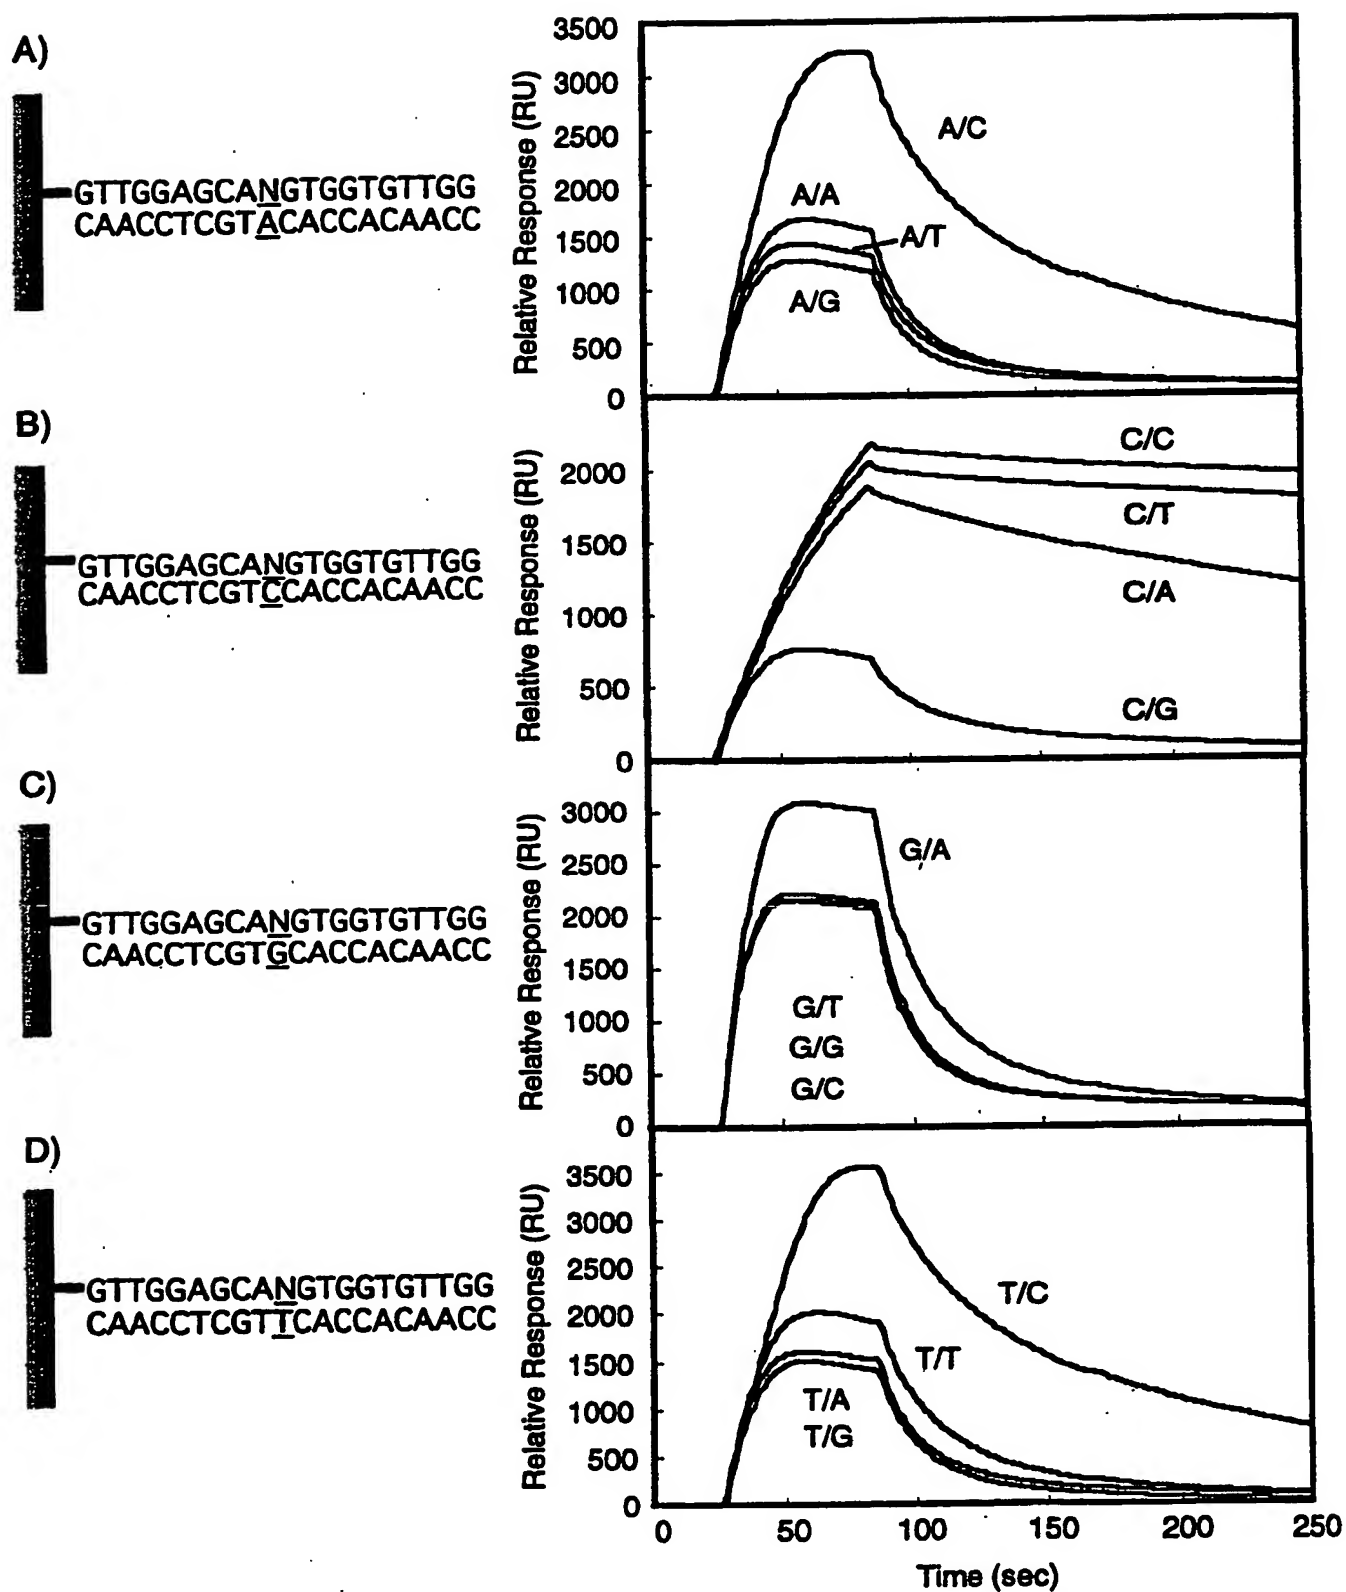 A)
GTTGGAGCANGTGGTGTTGG
CAACCTCGTACACCACAACC
Relative Response (RU)
3500
3000
2500
2000
1500
1000
500
0
A/C
A/A
A/T
A/G
B)
GTTGGAGCANGTGGTGTTGG
CAACCTCGTCCACCACAACC
Relative Response (RU)
2000
1500
1000
500
0
C/C
C/T
C/A
C/G
C)
GTTGGAGCANGTGGTGTTGG
CAACCTCGTGCACCACAACC
Relative Response (RU)
3000
2500
2000
1500
1000
500
0
G/A
G/T
G/G
G/C
D)
GTTGGAGCANGTGGTGTTGG
CAACCTCGTTCACCACAACC
Relative Response (RU)
3500
3000
2500
2000
1500
1000
500
0
T/C
T/T
T/A
T/G
0 50 100 150 200 250
Time (sec)